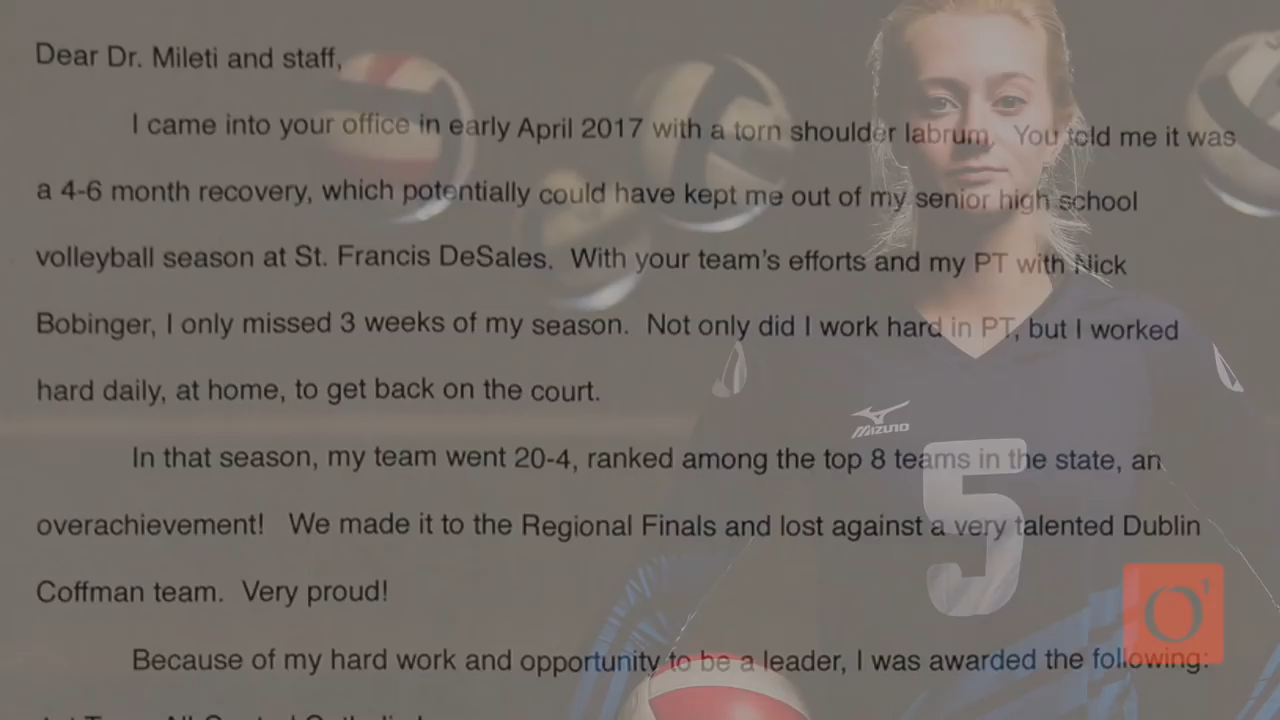 Dear Dr. Mileti and staff,
I came into your office in early April 2017 with a torn shoulder labrum. You told me it was
a 4-6 month recovery, which potentially could have kept me out of my senior high school
volleyball season at St. Francis DeSales. With your team's efforts and my PT with Nick
Bobinger, I only missed 3 weeks of my season. Not only did I work hard in PT, but I worked
hard daily, at home, to get back on the court.
MIZUNO
In that season, my team went 20-4, ranked among the top 8 teams in the state, an
5
overachievement! We made it to the Regional Finals and lost against a very talented Dublin
Coffman team. Very proud!
O'
Because of my hard work and opportunity to be a leader, I was awarded the following: